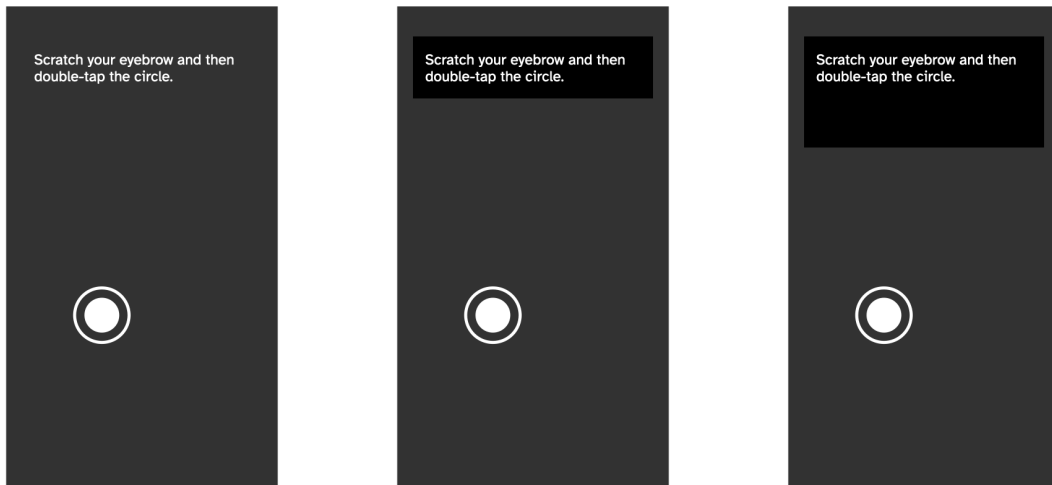 Scratch your eyebrow and then
double-tap the circle.
Scratch your eyebrow and then
double-tap the circle.
Scratch your eyebrow and then
double-tap the circle.